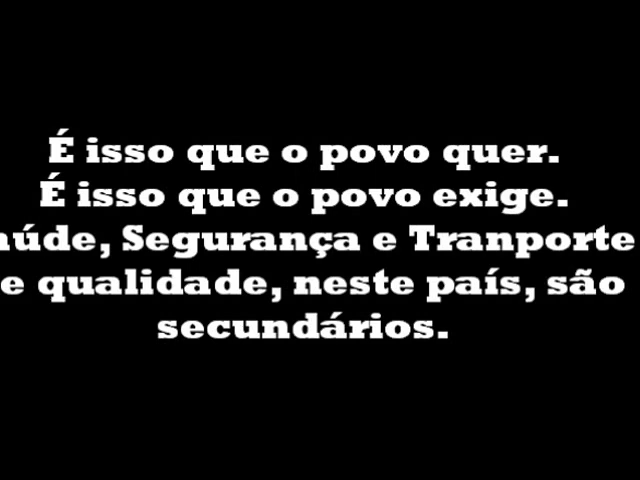 É isso que o povo quer.
É isso que o povo exige.
aúde, Segurança e Tranporte
e qualidade, neste país, são
secundários.